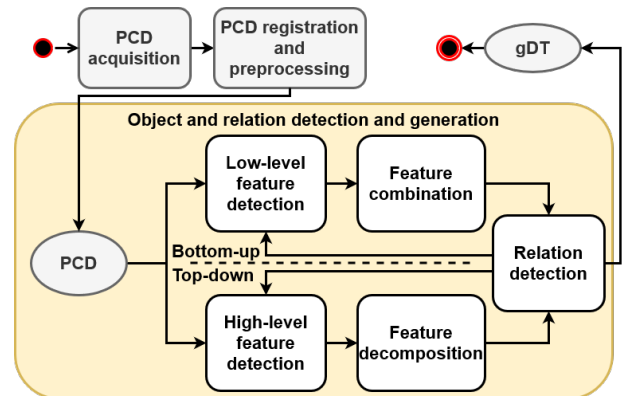 PCD
acquisition
PCD registration
and
preprocessing
gDT
Object and relation detection and generation
Low-level
feature
detection
Feature
combination
PCD
Bottom-up
Top-down
Relation
detection
High-level
feature
detection
Feature
decomposition